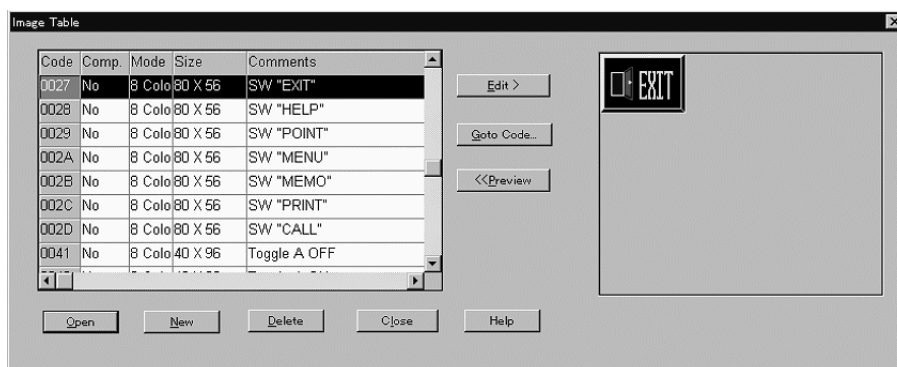 Image Table
Code Comp. Mode Size Comments
0027 No 8 Colo 80 X 56 SW "EXIT"
0028 No 8 Colo 80 X 56 SW "HELP"
0029 No 8 Colo 80 X 56 SW "POINT"
002A No 8 Colo 80 X 56 SW "MENU"
002B No 8 Colo 80 X 56 SW "MEMO"
002C No 8 Colo 80 X 56 SW "PRINT"
002D No 8 Colo 80 X 56 SW "CALL"
0041 No 8 Colo 40 X 96 Toggle A OFF
Edit >
Goto Code...
<<Preview
EXIT
Open New Delete Close Help